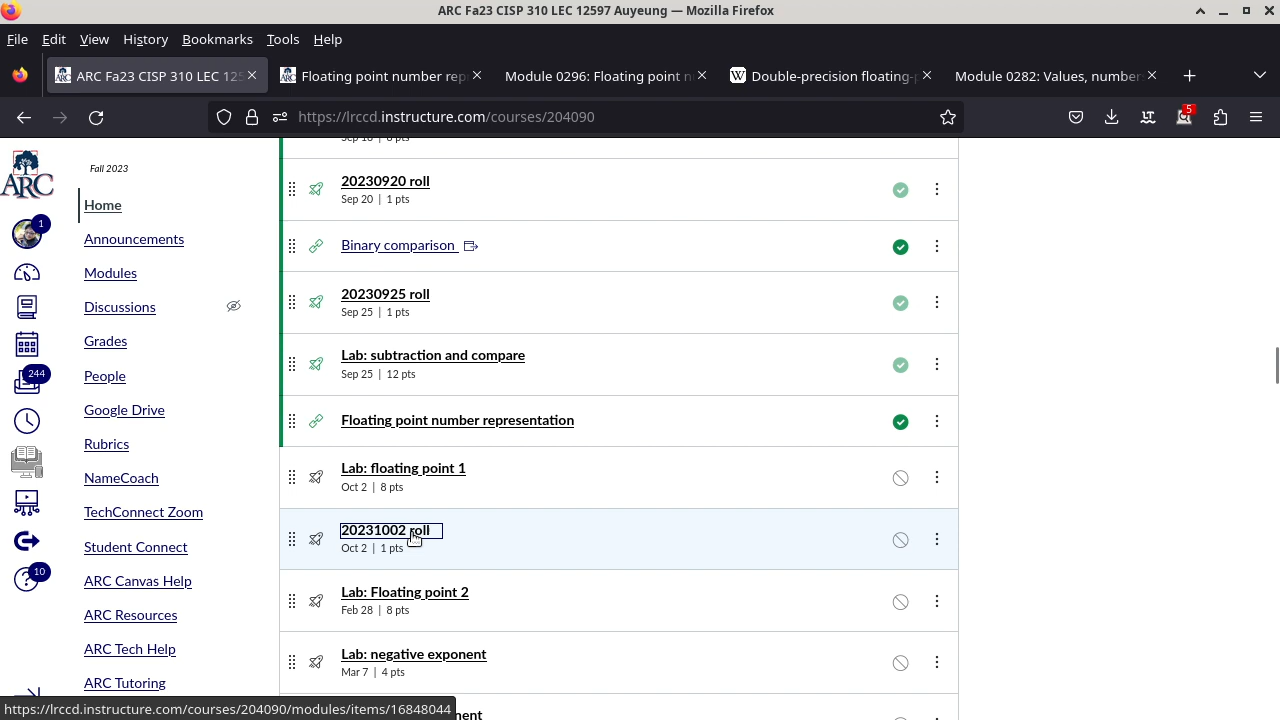 ARC Fa23 CISP 310 LEC 12597 Auyeung — Mozilla Firefox
File Edit View History Bookmarks Tools Help
ARC Fa23 CISP 310 LEC 125
Floating point number rep
Module 0296: Floating point n
Double-precision floating-
Module 0282: Values, number
https://lrccd.instructure.com/courses/204090
5
ARC
1
244
10
Fall 2023
Home
Announcements
Modules
Discussions
Grades
People
Google Drive
Rubrics
NameCoach
TechConnect Zoom
Student Connect
ARC Canvas Help
ARC Resources
ARC Tech Help
ARC Tutoring
20230920 roll
Sep 20 | 1 pts
Binary comparison
20230925 roll
Sep 25 | 1 pts
Lab: subtraction and compare
Sep 25 | 12 pts
Floating point number representation
Lab: floating point 1
Oct 2 | 8 pts
20231002 roll
Oct 2 | 1 pts
Lab: Floating point 2
Feb 28 | 8 pts
Lab: negative exponent
Mar 7 | 4 pts
https://lrccd.instructure.com/courses/204090/modules/items/16848044